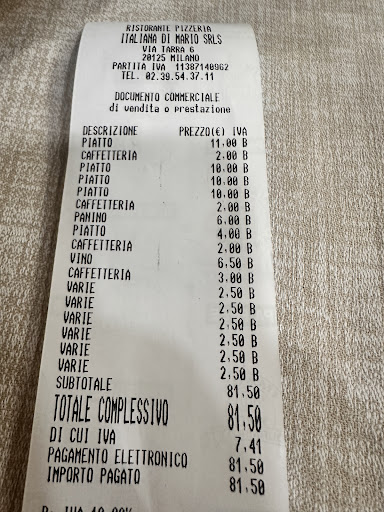 RISTORANTE PIZZERIA
ITALIANA DI MARIO SRLS
VIA TARRA 6
20125 MILANO
PARTITA IVA 11387140962
TEL. 02.39.54.37.11
DOCUMENTO COMMERCIALE
di vendita o prestazione
DESCRIZIONE PREZZO(€) IVA
PIATTO 11,00 B
CAFFETTERIA 2,00 B
PIATTO 10,00 B
PIATTO 10,00 B
PIATTO 10,00 B
CAFFETTERIA 2,00 B
PANINO 6,00 B
PIATTO 4,00 B
CAFFETTERIA 2,00 B
VINO 6,50 B
CAFFETTERIA 3,00 B
VARIE 2,50 B
VARIE 2,50 B
VARIE 2,50 B
VARIE 2,50 B
VARIE 2,50 B
VARIE 2,50 B
SUBTOTALE 81,50
TOTALE COMPLESSIVO 81,50
DI CUI IVA 7,41
PAGAMENTO ELETTRONICO 81,50
IMPORTO PAGATO 81,50
IVA